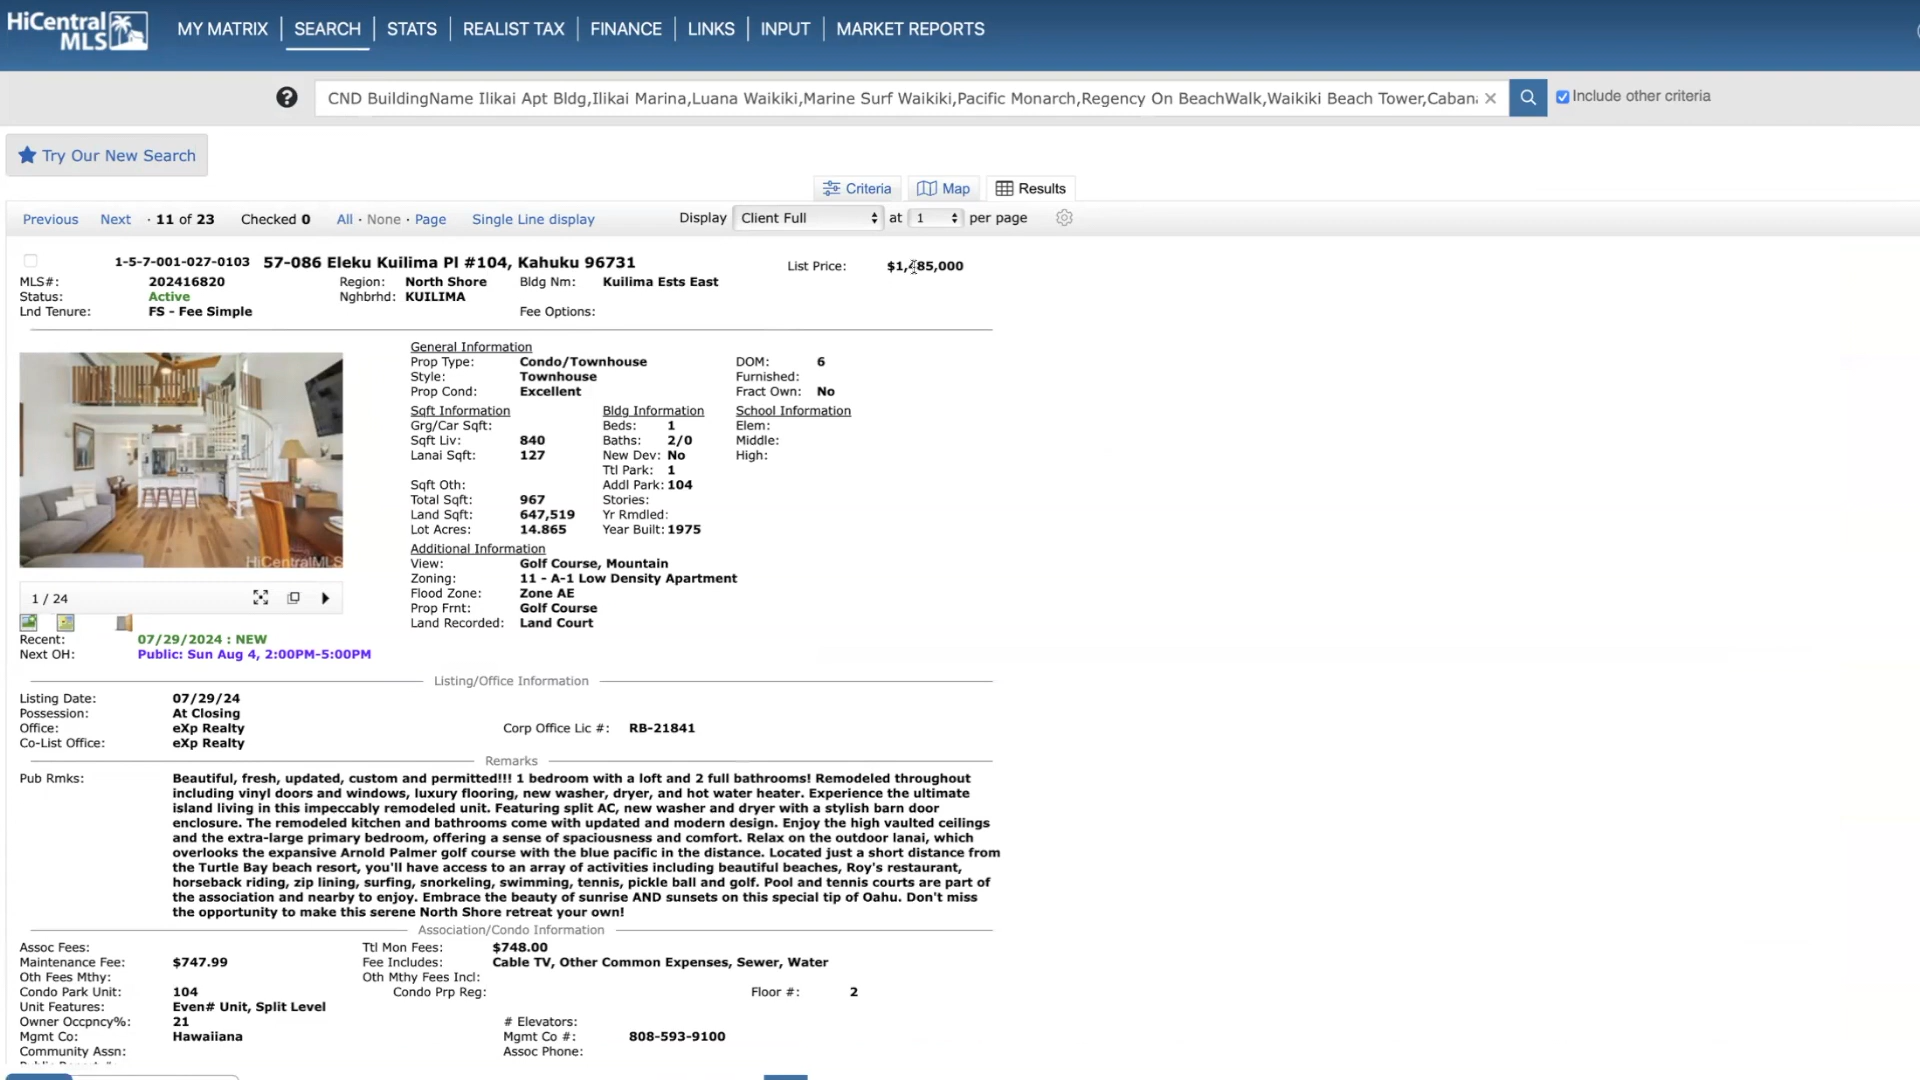 HiCentral MLS
MY MATRIX SEARCH STATS REALIST TAX FINANCE LINKS INPUT MARKET REPORTS
? CND BuildingName Ilikai Apt Bldg,Ilikai Marina,Luana Waikiki,Marine Surf Waikiki,Pacific Monarch,Regency On BeachWalk,Waikiki Beach Tower,Caban Include other criteria
Try Our New Search
Criteria Map Results
Previous Next · 11 of 23 Checked 0 All · None · Page Single Line display Display Client Full at 1 per page
1-5-7-001-027-0103 57-086 Eleku Kuilima Pl #104, Kahuku 96731 List Price: $1,485,000
MLS#: 202416820 Region: North Shore Bldg Nm: Kuilima Ests East
Status: Active Nghbrhd: KUILIMA
Lnd Tenure: FS - Fee Simple Fee Options:
General Information
Prop Type: Condo/Townhouse DOM: 6
Style: Townhouse Furnished:
Prop Cond: Excellent Fract Own: No
Sqft Information Bldg Information School Information
Grg/Car Sqft: Beds: 1 Elem:
Sqft Liv: 840 Baths: 2/0 Middle:
Lanai Sqft: 127 New Dev: No High:
Ttl Park: 1
Sqft Oth: Addl Park: 104
Total Sqft: 967 Stories:
Land Sqft: 647,519 Yr Rmdled:
Lot Acres: 14.865 Year Built: 1975
Additional Information
View: Golf Course, Mountain
HiCentralMLS
Zoning: 11 - A-1 Low Density Apartment
Flood Zone: Zone AE
1 / 24
Prop Frnt: Golf Course
Land Recorded: Land Court
Recent: 07/29/2024 : NEW
Next OH: Public: Sun Aug 4, 2:00PM-5:00PM
Listing/Office Information
Listing Date: 07/29/24
Possession: At Closing
Office: eXp Realty Corp Office Lic #: RB-21841
Co-List Office: eXp Realty
Remarks
Pub Rmks: Beautiful, fresh, updated, custom and permitted!!! 1 bedroom with a loft and 2 full bathrooms! Remodeled throughout
including vinyl doors and windows, luxury flooring, new washer, dryer, and hot water heater. Experience the ultimate
island living in this impeccably remodeled unit. Featuring split AC, new washer and dryer with a stylish barn door
enclosure. The remodeled kitchen and bathrooms come with updated and modern design. Enjoy the high vaulted ceilings
and the extra-large primary bedroom, offering a sense of spaciousness and comfort. Relax on the outdoor lanai, which
overlooks the expansive Arnold Palmer golf course with the blue pacific in the distance. Located just a short distance from
the Turtle Bay beach resort, you'll have access to an array of activities including beautiful beaches, Roy's restaurant,
horseback riding, zip lining, surfing, snorkeling, swimming, tennis, pickle ball and golf. Pool and tennis courts are part of
the association and nearby to enjoy. Embrace the beauty of sunrise AND sunsets on this special tip of Oahu. Don't miss
the opportunity to make this serene North Shore retreat your own!
Association/Condo Information
Assoc Fees: Ttl Mon Fees: $748.00
Maintenance Fee: $747.99 Fee Includes: Cable TV, Other Common Expenses, Sewer, Water
Oth Fees Mthy: Oth Mthy Fees Incl:
Condo Park Unit: 104 Condo Prp Reg: Floor #: 2
Unit Features: Even# Unit, Split Level
Owner Occpncy%: 21 # Elevators:
Mgmt Co: Hawaiiana Mgmt Co #: 808-593-9100
Community Assn: Assoc Phone: